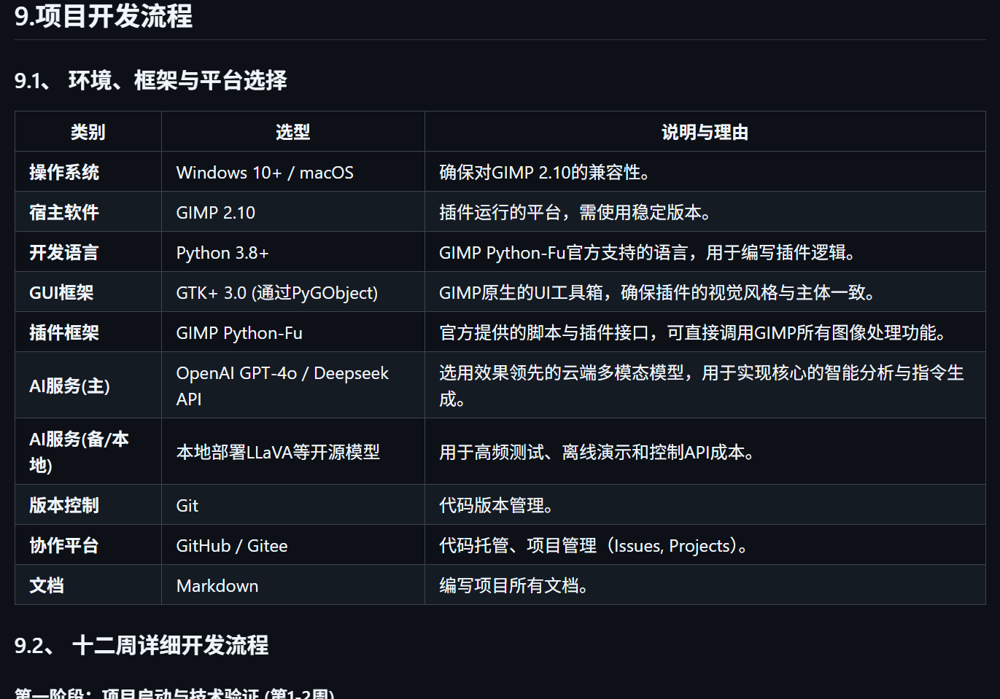 9.项目开发流程
9.1、 环境、框架与平台选择
类别 选型 说明与理由
操作系统 Windows 10+ / macOS 确保对GIMP 2.10的兼容性。
宿主软件 GIMP 2.10 插件运行的平台，需使用稳定版本。
开发语言 Python 3.8+ GIMP Python-Fu官方支持的语言，用于编写插件逻辑。
GUI框架 GTK+ 3.0 (通过PyGObject) GIMP原生的UI工具箱，确保插件的视觉风格与主体一致。
插件框架 GIMP Python-Fu 官方提供的脚本与插件接口，可直接调用GIMP所有图像处理功能。
AI服务(主) OpenAI GPT-4o / Deepseek
API 选用效果领先的云端多模态模型，用于实现核心的智能分析与指令生
成。
AI服务(备/本
地) 本地部署LLaVA等开源模型 用于高频测试、离线演示和控制API成本。
版本控制 Git 代码版本管理。
协作平台 GitHub / Gitee 代码托管、项目管理（Issues, Projects）。
文档 Markdown 编写项目所有文档。
9.2、 十二周详细开发流程
第一阶段：项目启动与技术验证 (第1-2周)